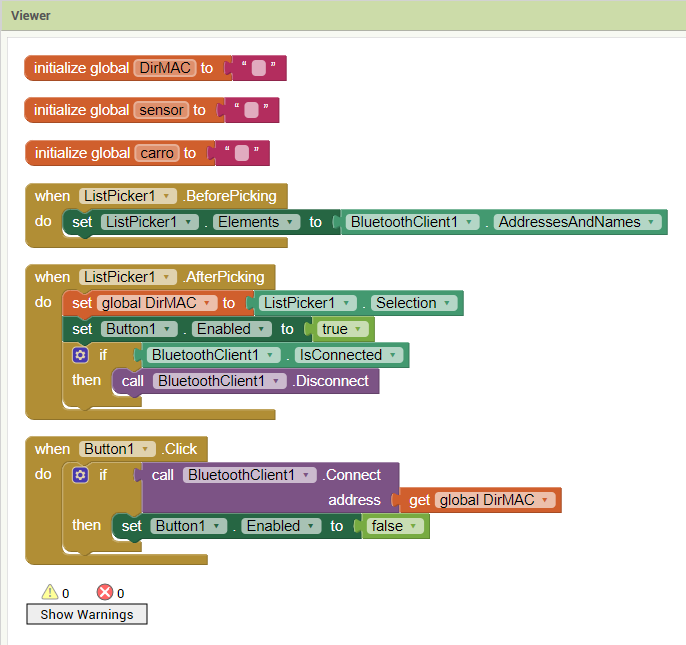 Viewer
initialize global DirMAC to “ ”
initialize global sensor to “ ”
initialize global carro to “ ”
when ListPicker1 .BeforePicking
do set ListPicker1 . Elements to BluetoothClient1 . AddressesAndNames
when ListPicker1 .AfterPicking
do set global DirMAC to ListPicker1 . Selection
set Button1 . Enabled to true
if BluetoothClient1 . IsConnected
then call BluetoothClient1 .Disconnect
when Button1 .Click
do if call BluetoothClient1 .Connect
address get global DirMAC
then set Button1 . Enabled to false
0 0
Show Warnings